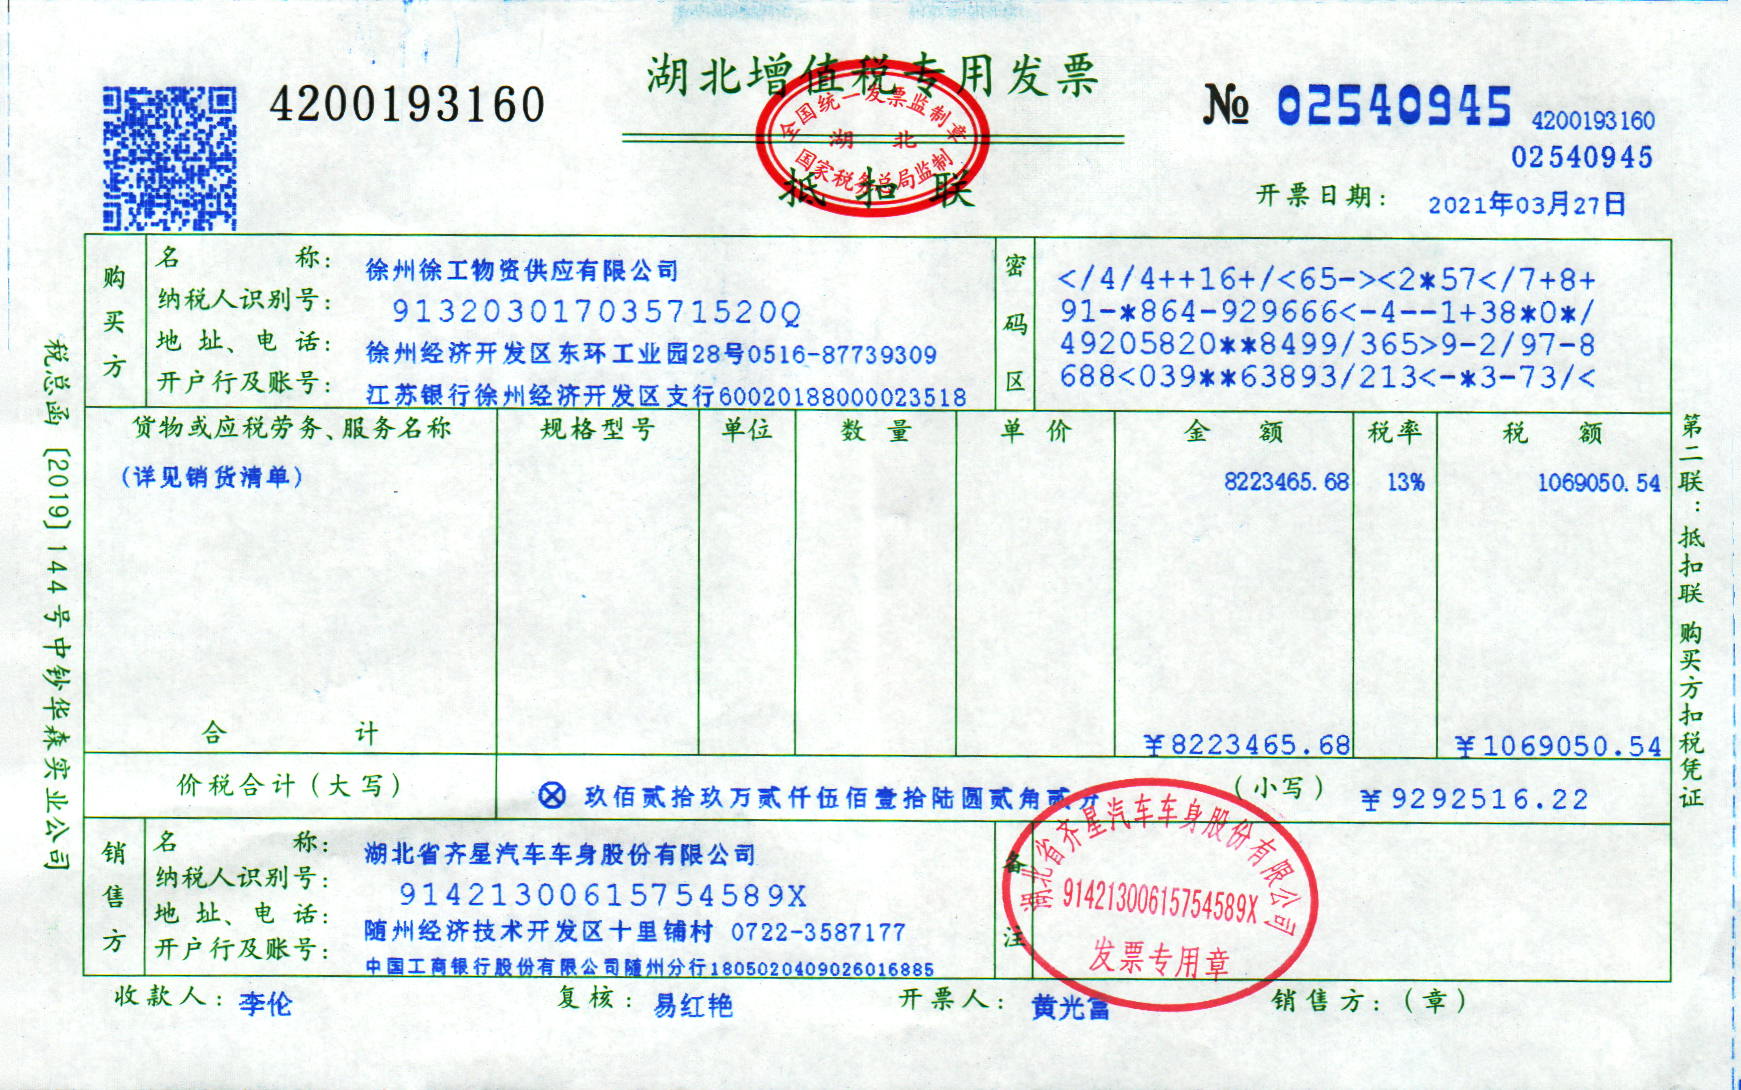 湖北增值税专用发票
4200193160
№ 02540945
4200193160
02540945
全国统一发票监制章
湖 北
国家税务总局监制
抵扣联
开票日期： 2021年03月27日
购买方
名 称： 徐州徐工物资供应有限公司
纳税人识别号： 91320301703571520Q
地 址、电 话： 徐州经济开发区东环工业园28号0516-87739309
开户行及账号： 江苏银行徐州经济开发区支行60020188000023518
密码区
</4/4++16+/<65-><2*57</7+8+
91-*864-929666<-4--1+38*0*/
49205820**8499/365>9-2/97-8
688<039**63893/213<-*3-73/<
货物或应税劳务、服务名称 规格型号 单位 数 量 单 价 金 额 税率 税 额
(详见销货清单) 8223465.68 13% 1069050.54
合 计 ￥8223465.68 ￥1069050.54
价税合计(大写) ⊗ 玖佰贰拾玖万贰仟伍佰壹拾陆圆贰角贰分 (小写) ￥9292516.22
销售方
名 称： 湖北省齐星汽车车身股份有限公司
纳税人识别号： 91421300615754589X
地 址、电 话： 随州经济技术开发区十里铺村 0722-3587177
开户行及账号： 中国工商银行股份有限公司随州分行1805020409026016885
备注
湖北省齐星汽车车身股份有限公司
91421300615754589X
发票专用章
收款人：李伦 复核：易红艳 开票人：黄光富 销售方：(章)
税总函〔2019〕144号中钞华森实业公司
第二联：抵扣联 购买方扣税凭证